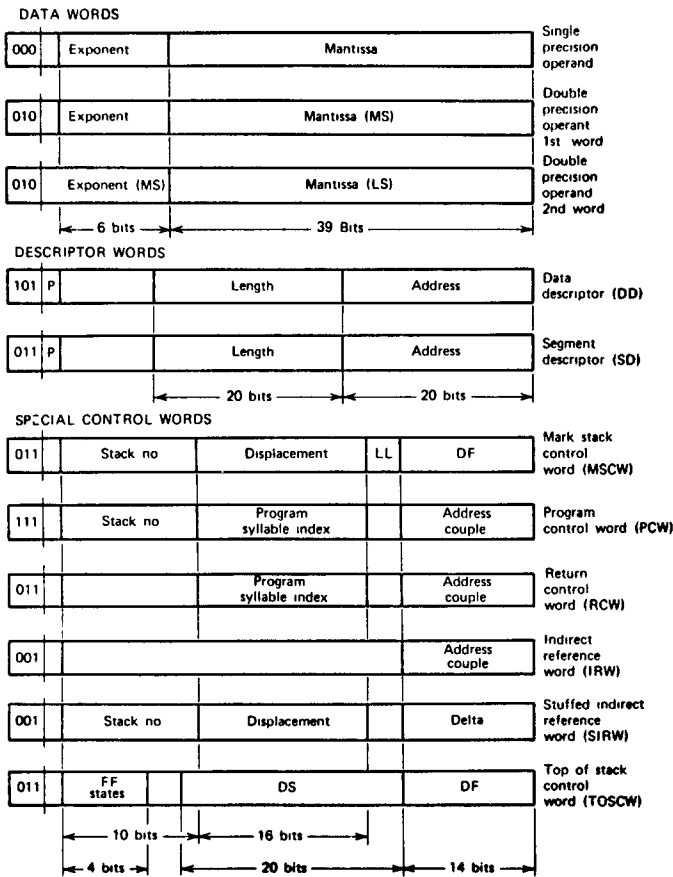 DATA WORDS
000 Exponent Mantissa Single precision operand
010 Exponent Mantissa (MS) Double precision operant 1st word
010 Exponent (MS) Mantissa (LS) Double precision operand 2nd word
6 bits 39 Bits
DESCRIPTOR WORDS
101 P Length Address Data descriptor (DD)
011 P Length Address Segment descriptor (SD)
20 bits 20 bits
SPECIAL CONTROL WORDS
011 Stack no Displacement LL DF Mark stack control word (MSCW)
111 Stack no Program syllable index Address couple Program control word (PCW)
011 Program syllable index Address couple Return control word (RCW)
001 Address couple Indirect reference word (IRW)
001 Stack no Displacement Delta Stuffed indirect reference word (SIRW)
011 FF states DS DF Top of stack control word (TOSCW)
10 bits 16 bits
4 bits 20 bits 14 bits